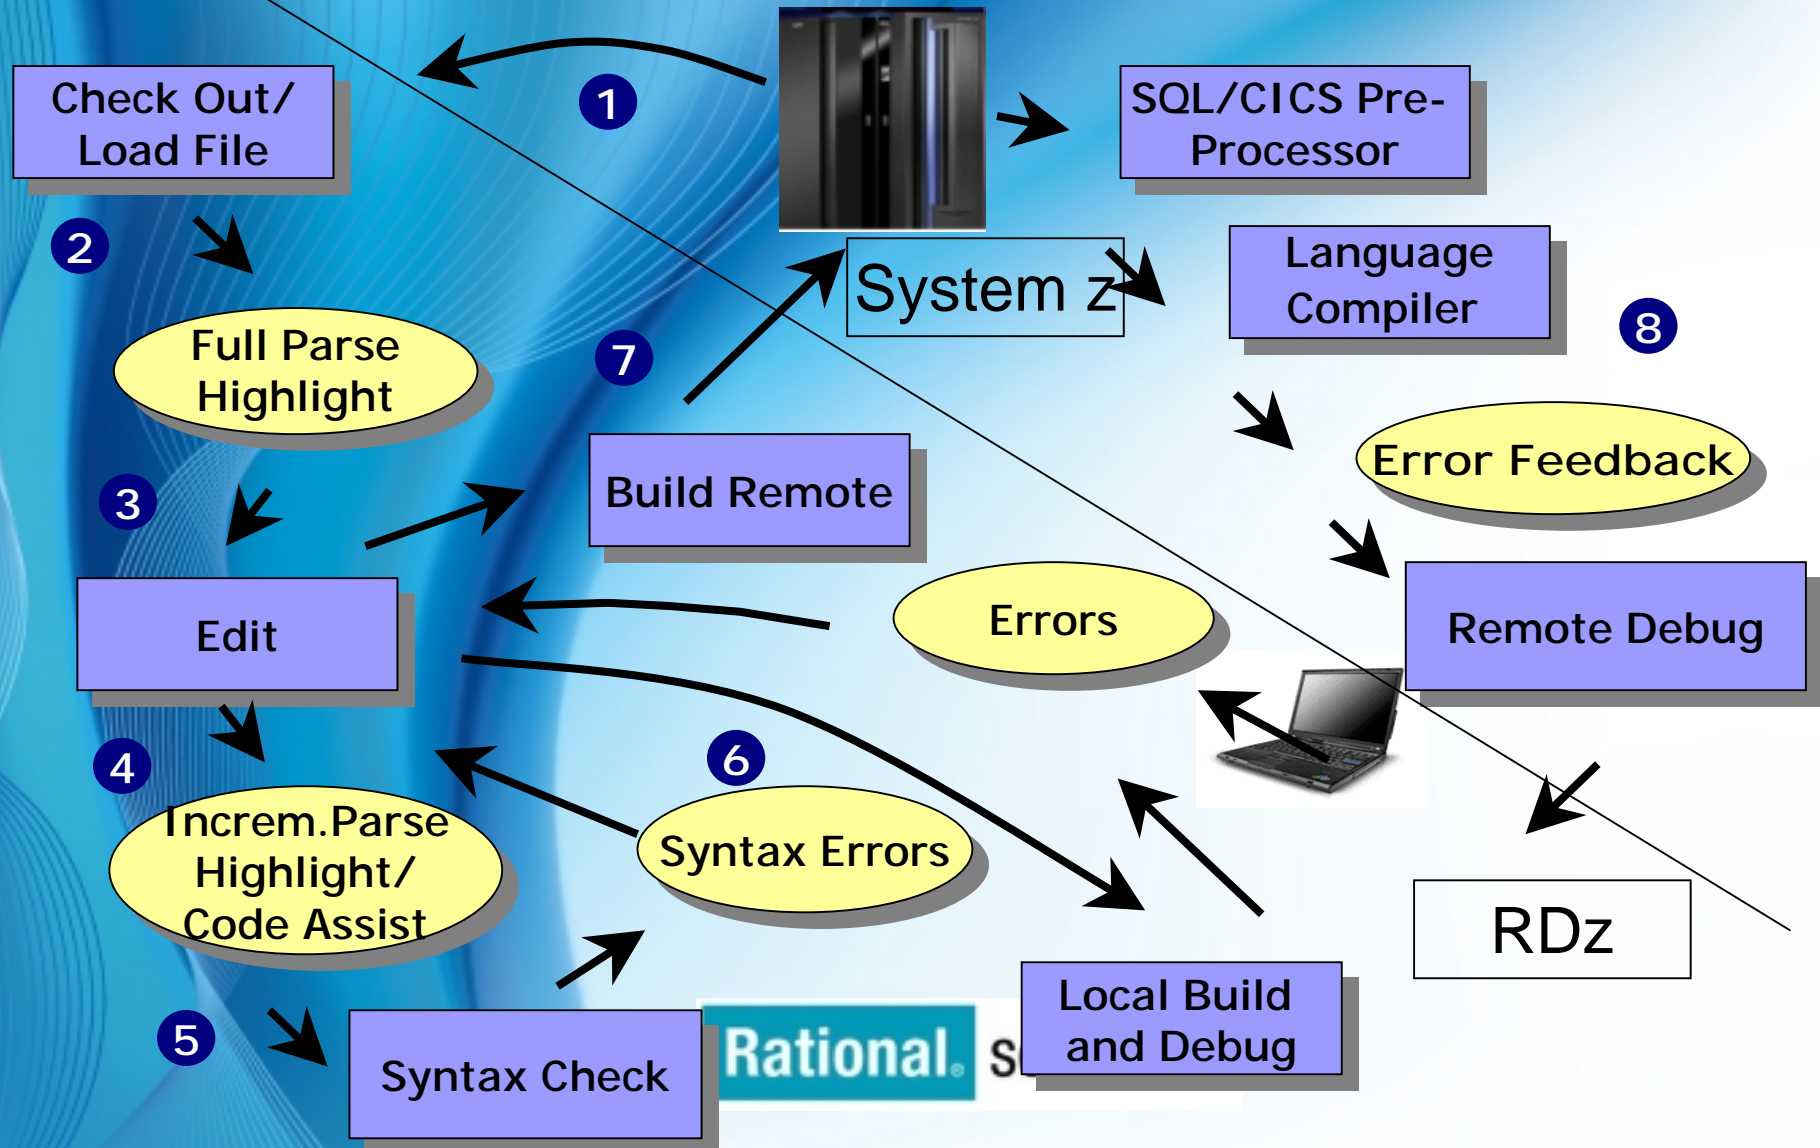 Check Out/
Load File
1
SQL/CICS Pre-
Processor
2
System z
Language
Compiler
8
Full Parse
Highlight
7
Error Feedback
3
Build Remote
Edit
Errors
Remote Debug
4
6
Increm.Parse
Highlight/
Code Assist
Syntax Errors
RDz
5
Syntax Check
Rational®
Local Build
and Debug